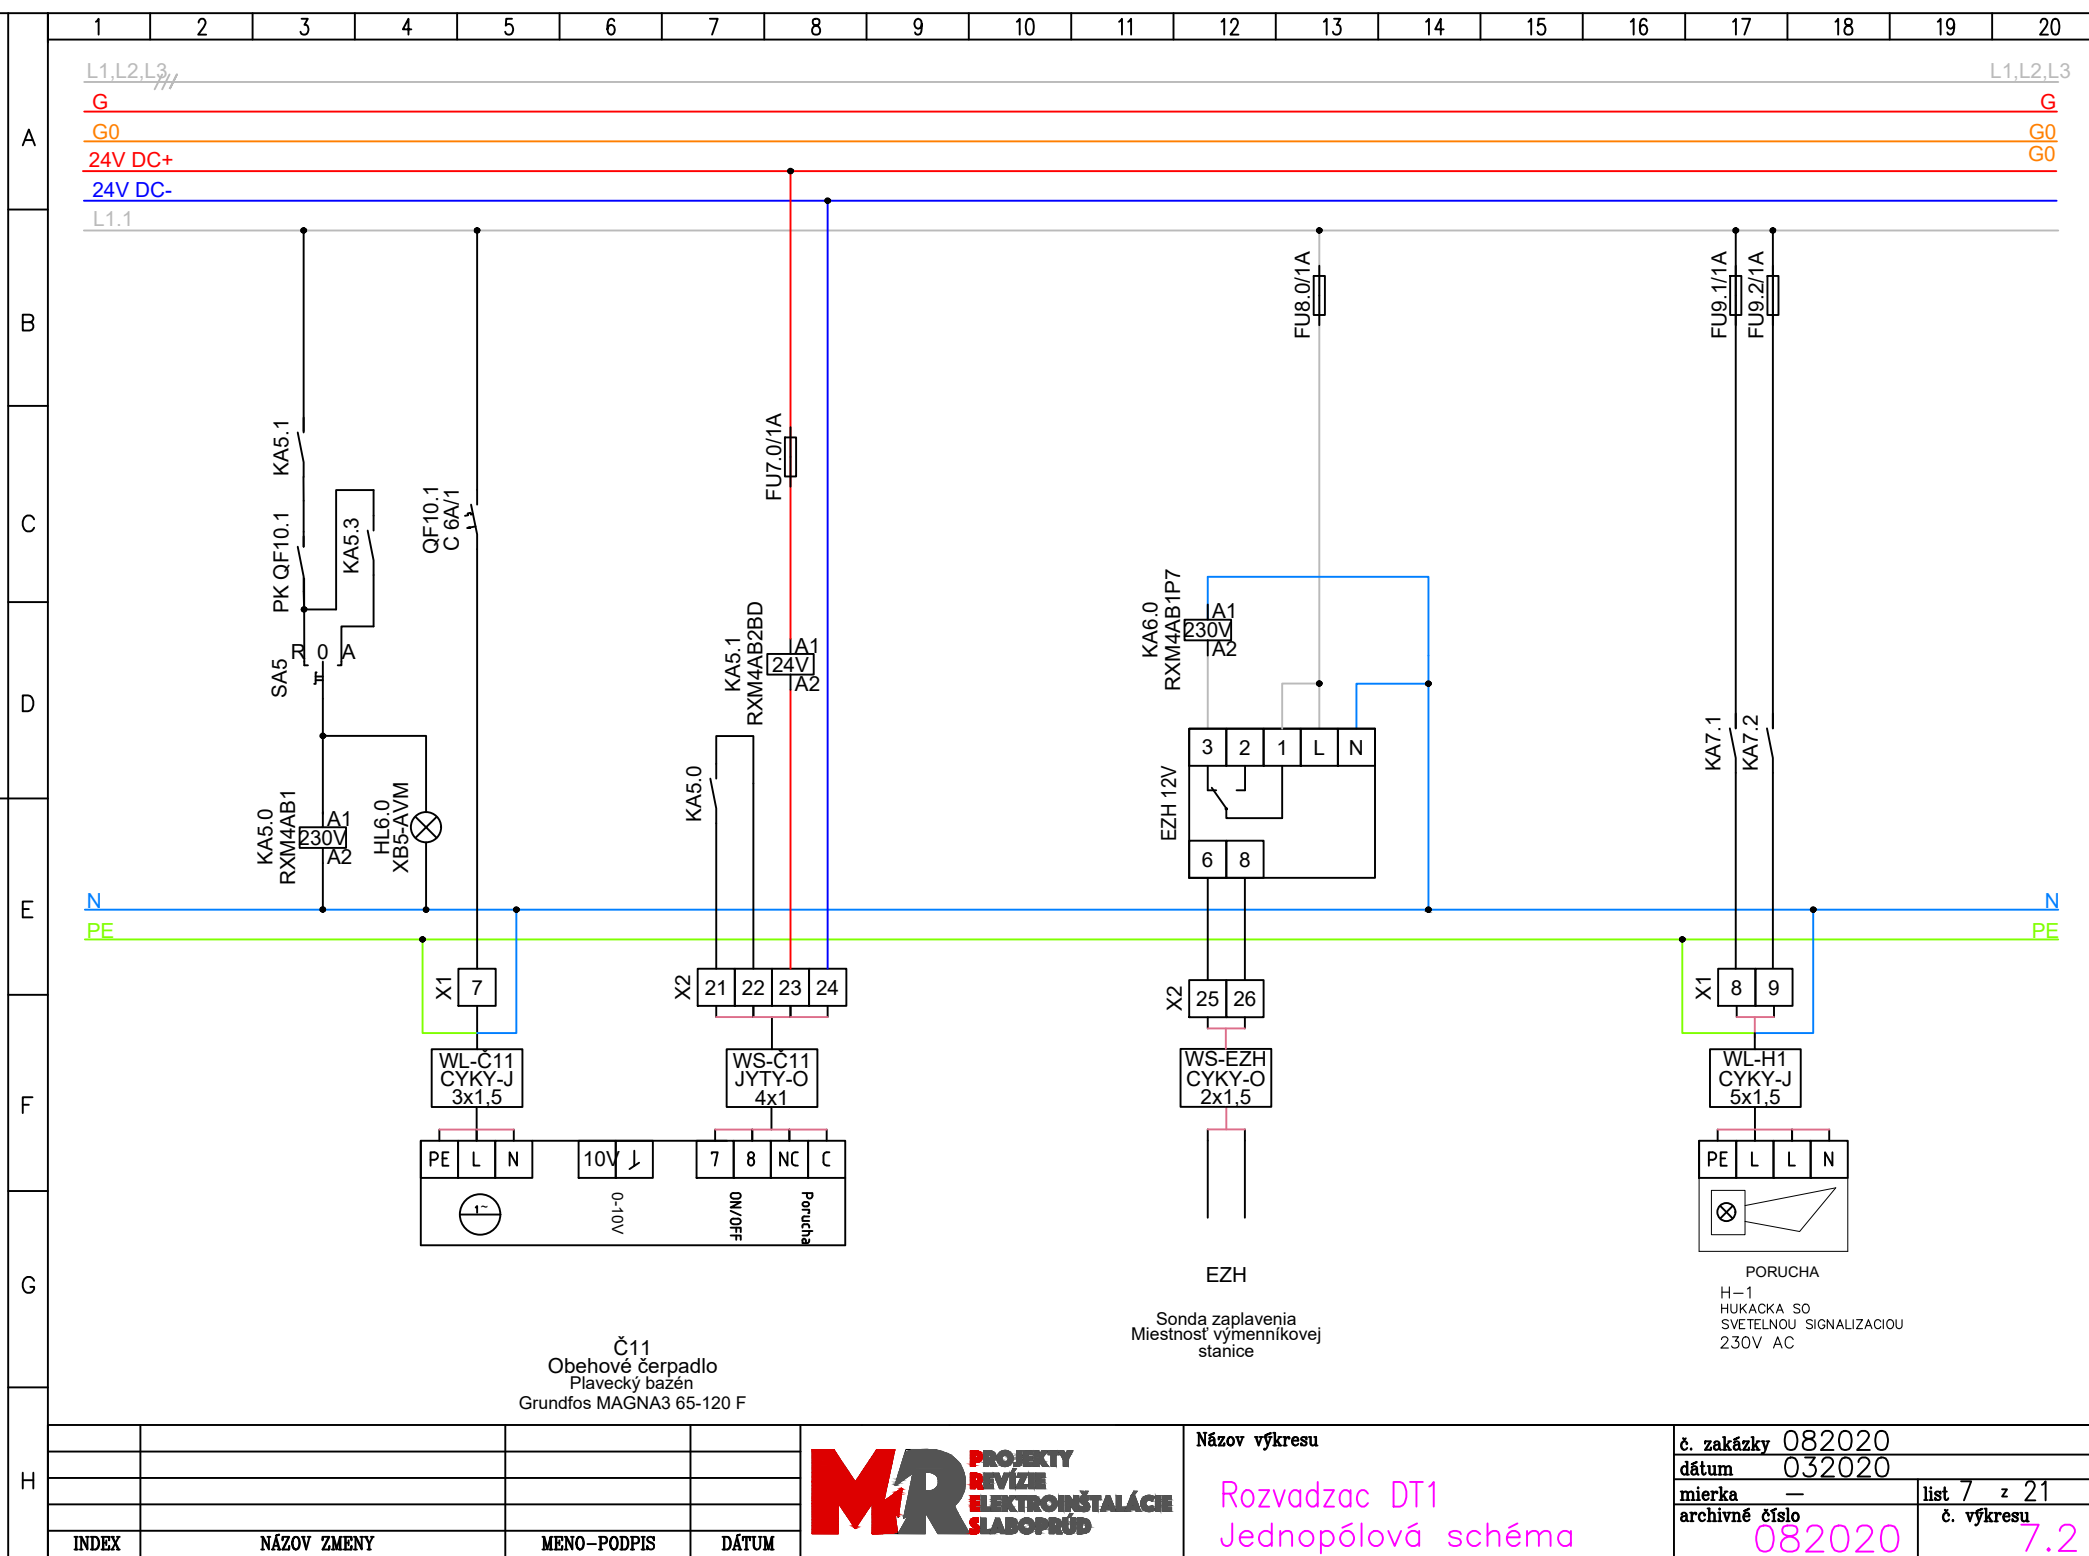 1 2 3 4 5 6 7 8 9 10 11 12 13 14 15 16 17 18 19 20
A
B
C
D
E
F
G
H
L1,L2,L3 L1,L2,L3
G G
G0 G0
24V DC+ G0
24V DC-
L1.1
KA5.1
PK QF10.1
KA5.3
SA5
R 0 A
KA5.0
RXM4AB1
A1
230V
A2
HL6.0
XB5-AVM
QF10.1
C 6A/1
FU7.0/1A
KA5.1
RXM4AB2BD
A1
24V
A2
KA5.0
FU8.0/1A
KA6.0
RXM4AB1P7
A1
230V
A2
3 2 1 L N
EZH 12V
6 8
FU9.1/1A
FU9.2/1A
KA7.1
KA7.2
N N
PE PE
X1 7
X2 21 22 23 24
X2 25 26
X1 8 9
WL-Č11
CYKY-J
3x1,5
WS-Č11
JYTY-O
4x1
WS-EZH
CYKY-O
2x1,5
WL-H1
CYKY-J
5x1,5
PE L N 10V 7 8 NC C
1~
0-10V
ON/OFF
Porucha
PE L L N
EZH
Sonda zaplavenia
Miestnosť výmenníkovej
stanice
PORUCHA
H-1
HUKACKA SO
SVETELNOU SIGNALIZACIOU
230V AC
Č11
Obehové čerpadlo
Plavecký bazén
Grundfos MAGNA3 65-120 F
INDEX NÁZOV ZMENY MENO-PODPIS DÁTUM
MR
PROJEKTY
REVÍZIE
ELEKTROINŠTALÁCIE
SLABOPRÚD
Názov výkresu
Rozvadzac DT1
Jednopólová schéma
č. zakázky 082020
dátum 032020
mierka —
list 7 z 21
archivné číslo
082020
č. výkresu
7.2